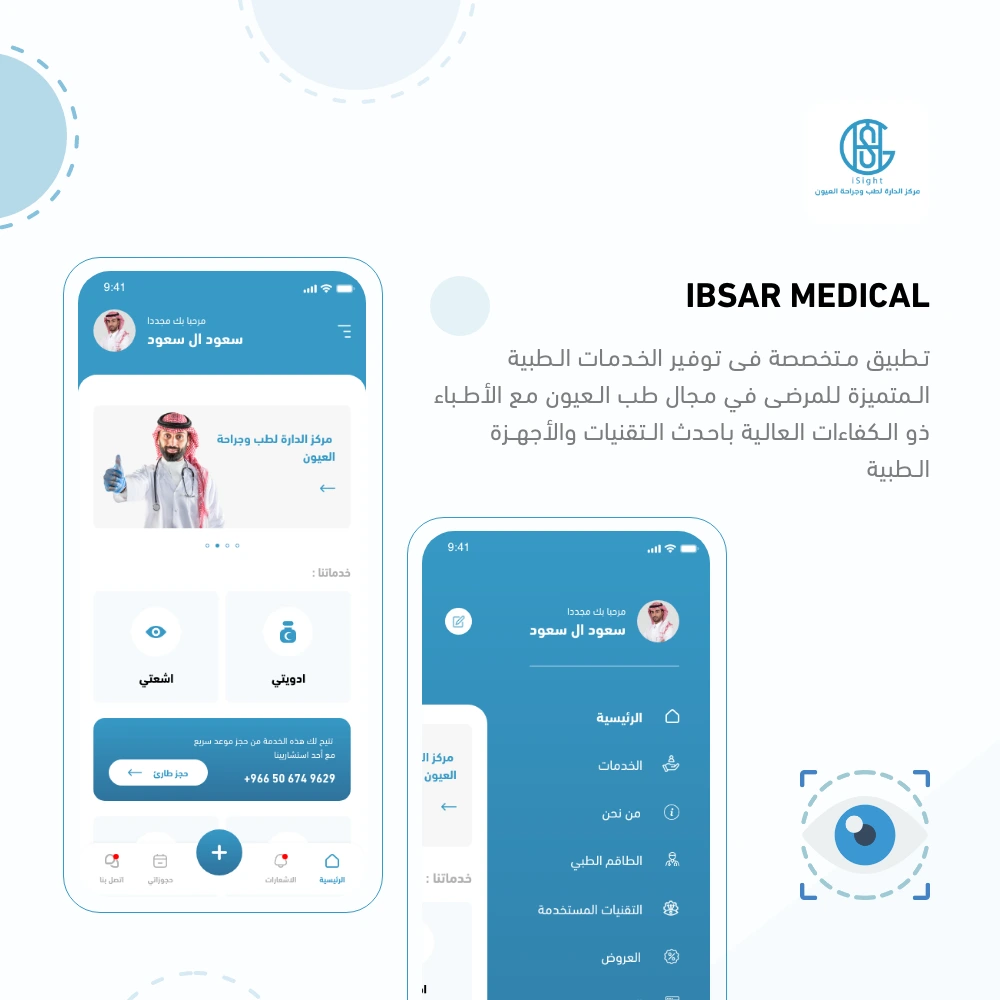 iSight
مركز الدارة لطب وجراحة العيون
IBSAR MEDICAL
تطبيق متخصصة فى توفير الخدمات الطبية
المتميزة للمرضى في مجال طب العيون مع الأطباء
ذو الكفاءات العالية باحدث التقنيات والأجهزة
الطبية
9:41
مرحبا بك مجددا
سعود ال سعود
مركز الدارة لطب وجراحة
العيون
خدماتنا :
ادويتي
اشعتي
نتيح لك هذه الخدمة من حجز موعد سريع
مع أحد استشاريينا
+966 50 674 9629
حجز طارئ
الرئيسية
الاشعارات
حجوزاتي
اتصل بنا
9:41
مرحبا بك مجددا
سعود ال سعود
الرئيسية
الخدمات
من نحن
الطاقم الطبي
التقنيات المستخدمة
العروض
مركز ال
العيون
خدماتنا :